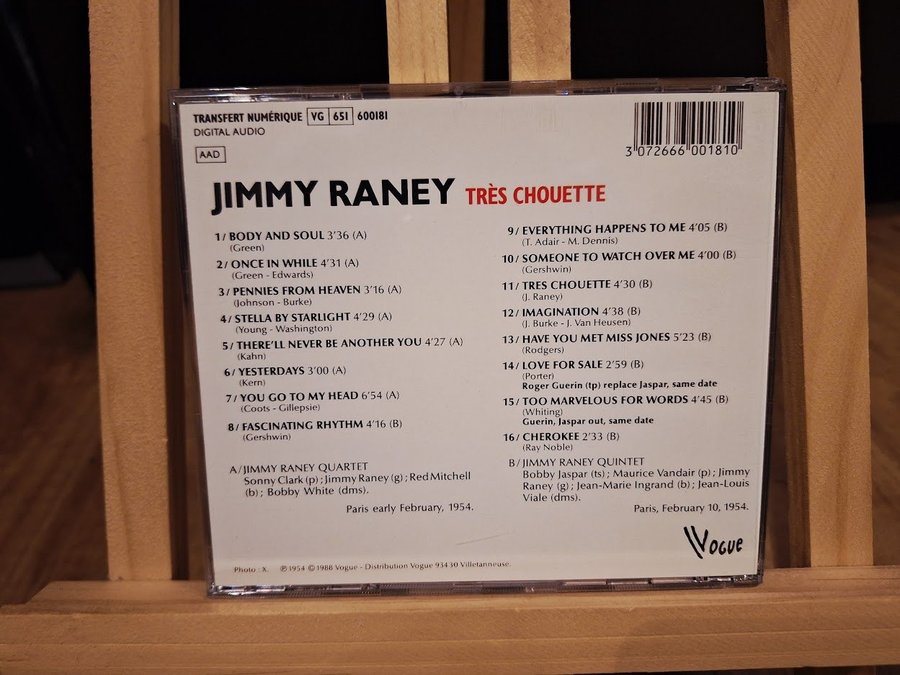 TRANSFERT NUMÉRIQUE VG 651 600181
DIGITAL AUDIO
AAD
3 072666 001810
JIMMY RANEY TRÈS CHOUETTE
1/ BODY AND SOUL 3'36 (A)
(Green)
2/ ONCE IN WHILE 4'31 (A)
(Green - Edwards)
3/ PENNIES FROM HEAVEN 3'16 (A)
(Johnson - Burke)
4/ STELLA BY STARLIGHT 4'29 (A)
(Young - Washington)
5/ THERE'LL NEVER BE ANOTHER YOU 4'27 (A)
(Kahn)
6/ YESTERDAYS 3'00 (A)
(Kern)
7/ YOU GO TO MY HEAD 6'54 (A)
(Coots - Gillepsie)
8/ FASCINATING RHYTHM 4'16 (B)
(Gershwin)
A/ JIMMY RANEY QUARTET
Sonny Clark (p) ; Jimmy Raney (g) ; Red Mitchell
(b) ; Bobby White (dms).
Paris early February, 1954.
9/ EVERYTHING HAPPENS TO ME 4'05 (B)
(T. Adair - M. Dennis)
10/ SOMEONE TO WATCH OVER ME 4'00 (B)
(Gershwin)
11/ TRES CHOUETTE 4'30 (B)
(J. Raney)
12/ IMAGINATION 4'38 (B)
(J. Burke - J. Van Heusen)
13/ HAVE YOU MET MISS JONES 5'23 (B)
(Rodgers)
14/ LOVE FOR SALE 2'59 (B)
(Porter)
Roger Guerin (tp) replace Jaspar, same date
15/ TOO MARVELOUS FOR WORDS 4'45 (B)
(Whiting)
Guerin, Jaspar out, same date
16/ CHEROKEE 2'33 (B)
(Ray Noble)
B/ JIMMY RANEY QUINTET
Bobby Jaspar (ts) ; Maurice Vandair (p) ; Jimmy
Raney (g) ; Jean-Marie Ingrand (b) ; Jean-Louis
Viale (dms).
Paris, February 10, 1954.
Vogue
Photo : X. ℗ 1954 © 1988 Vogue - Distribution Vogue 93430 Villetanneuse.